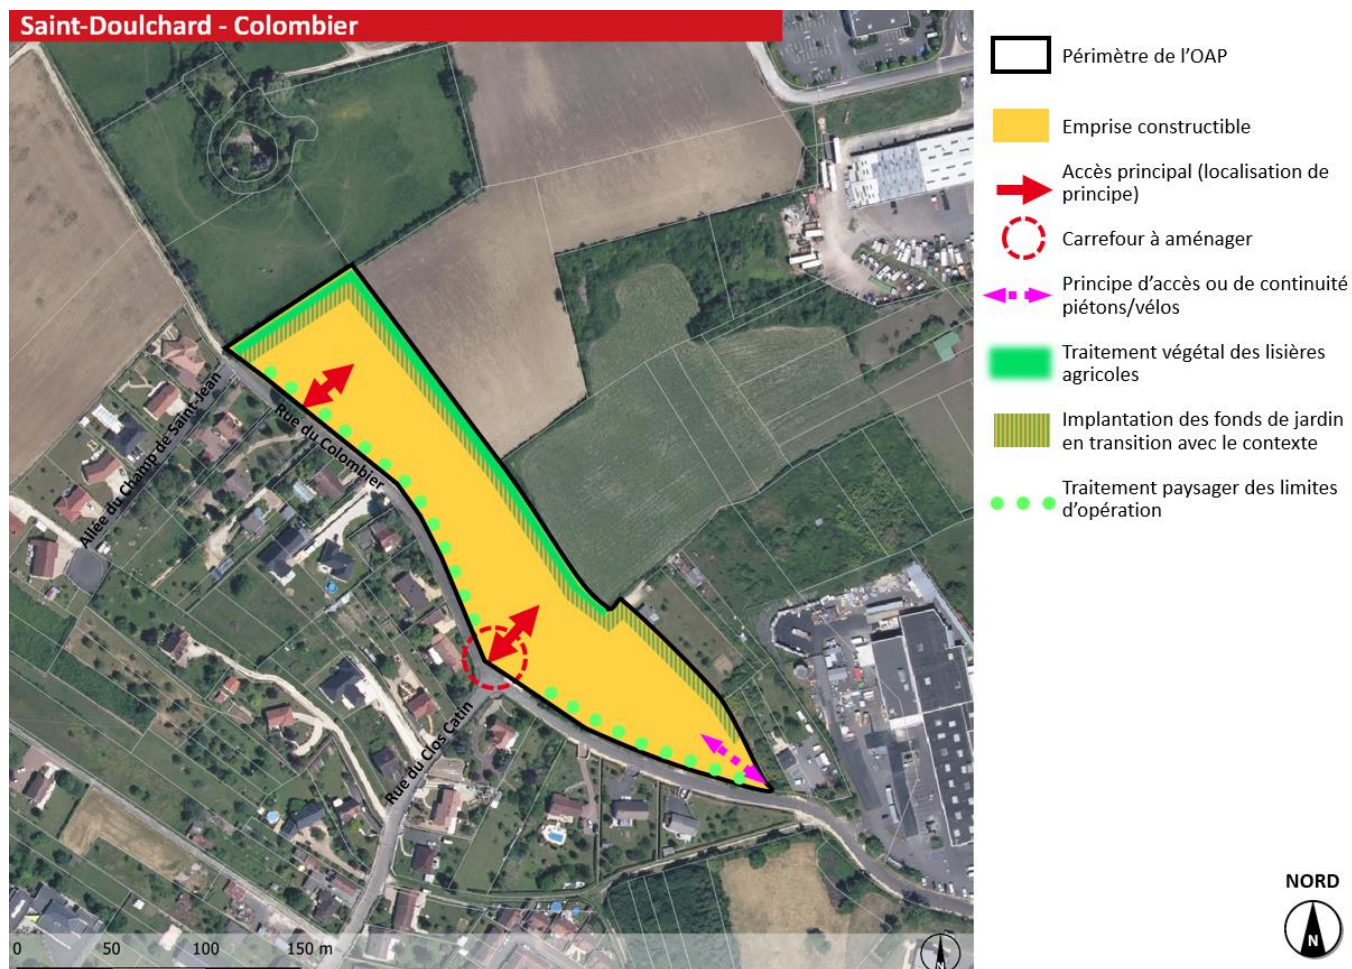 Saint-Doulchard - Colombier
Périmètre de l'OAP
Emprise constructible
Accès principal (localisation de
principe)
Carrefour à aménager
Principe d'accès ou de continuité
piétons/vélos
Traitement végétal des lisières
agricoles
Implantation des fonds de jardin
en transition avec le contexte
Traitement paysager des limites
d'opération
Allée du Champ de Saint-Jean
Rue du Colombier
Rue du Clos Catin
0 50 100 150 m
N
NORD
N